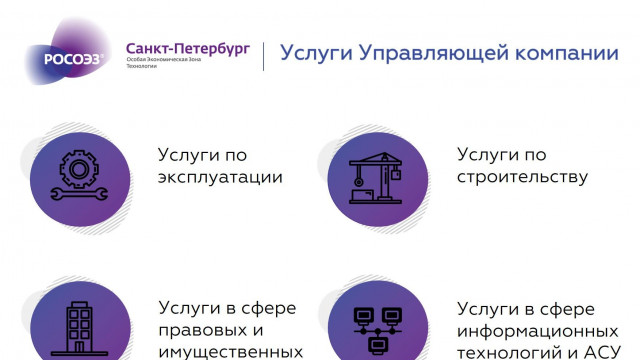 РОСОЭЗ®
Санкт-Петербург
Особая Экономическая Зона
Технологии
Услуги Управляющей компании
Услуги по
эксплуатации
Услуги по
строительству
Услуги в сфере
правовых и
имущественных
Услуги в сфере
информационных
технологий и АСУ